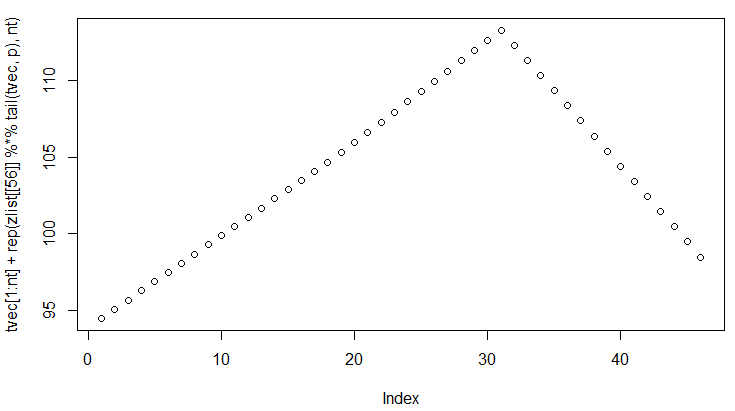 tvec[1:nt] + rep(zlist[[56]] %*% tail(tvec, p), nt)
110
105
100
95
0 10 20 30 40
Index